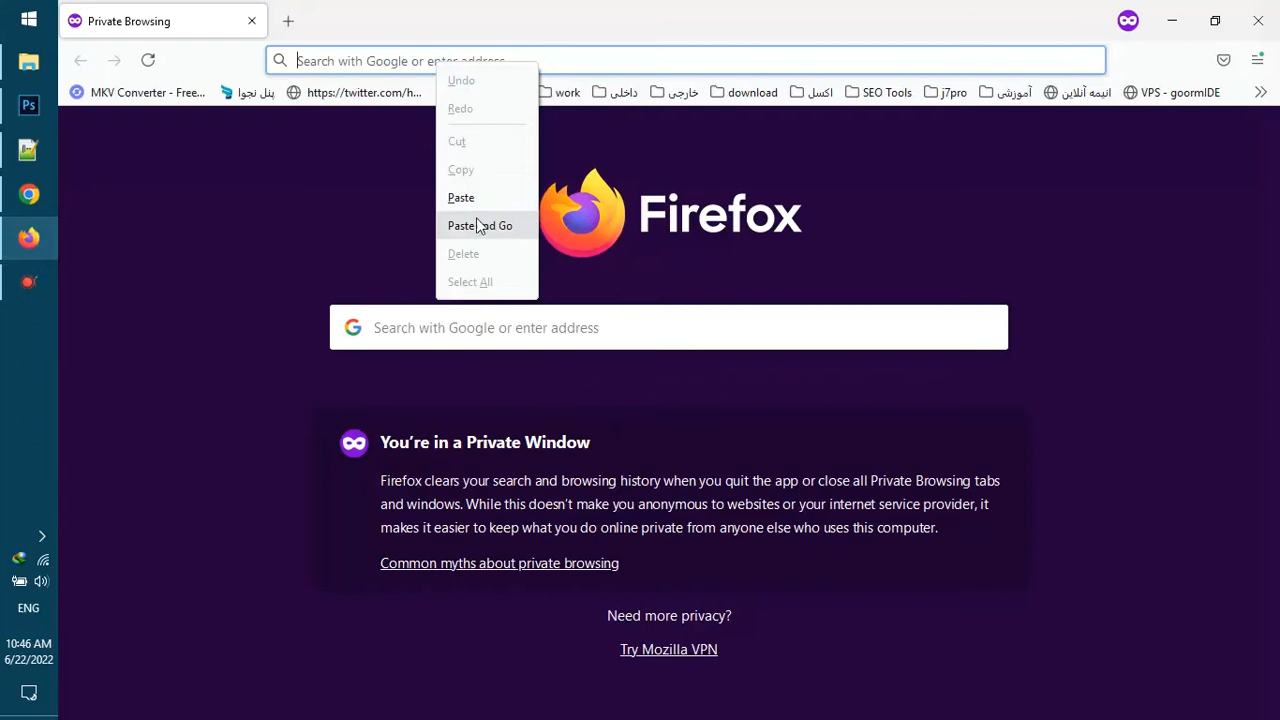 Private Browsing
Search with Google or enter address
MKV Converter - Free...
پنل نجوا
https://twitter.com/h...
work
داخلی
خارجی
download
اکسل
SEO Tools
j7pro
آموزشی
انیمه آنلاین
VPS - goormIDE
Undo
Redo
Cut
Copy
Paste
Paste and Go
Delete
Select All
Firefox
Search with Google or enter address
You're in a Private Window
Firefox clears your search and browsing history when you quit the app or close all Private Browsing tabs
and windows. While this doesn't make you anonymous to websites or your internet service provider, it
makes it easier to keep what you do online private from anyone else who uses this computer.
Common myths about private browsing
Need more privacy?
Try Mozilla VPN
Ps
ENG
10:46 AM
6/22/2022